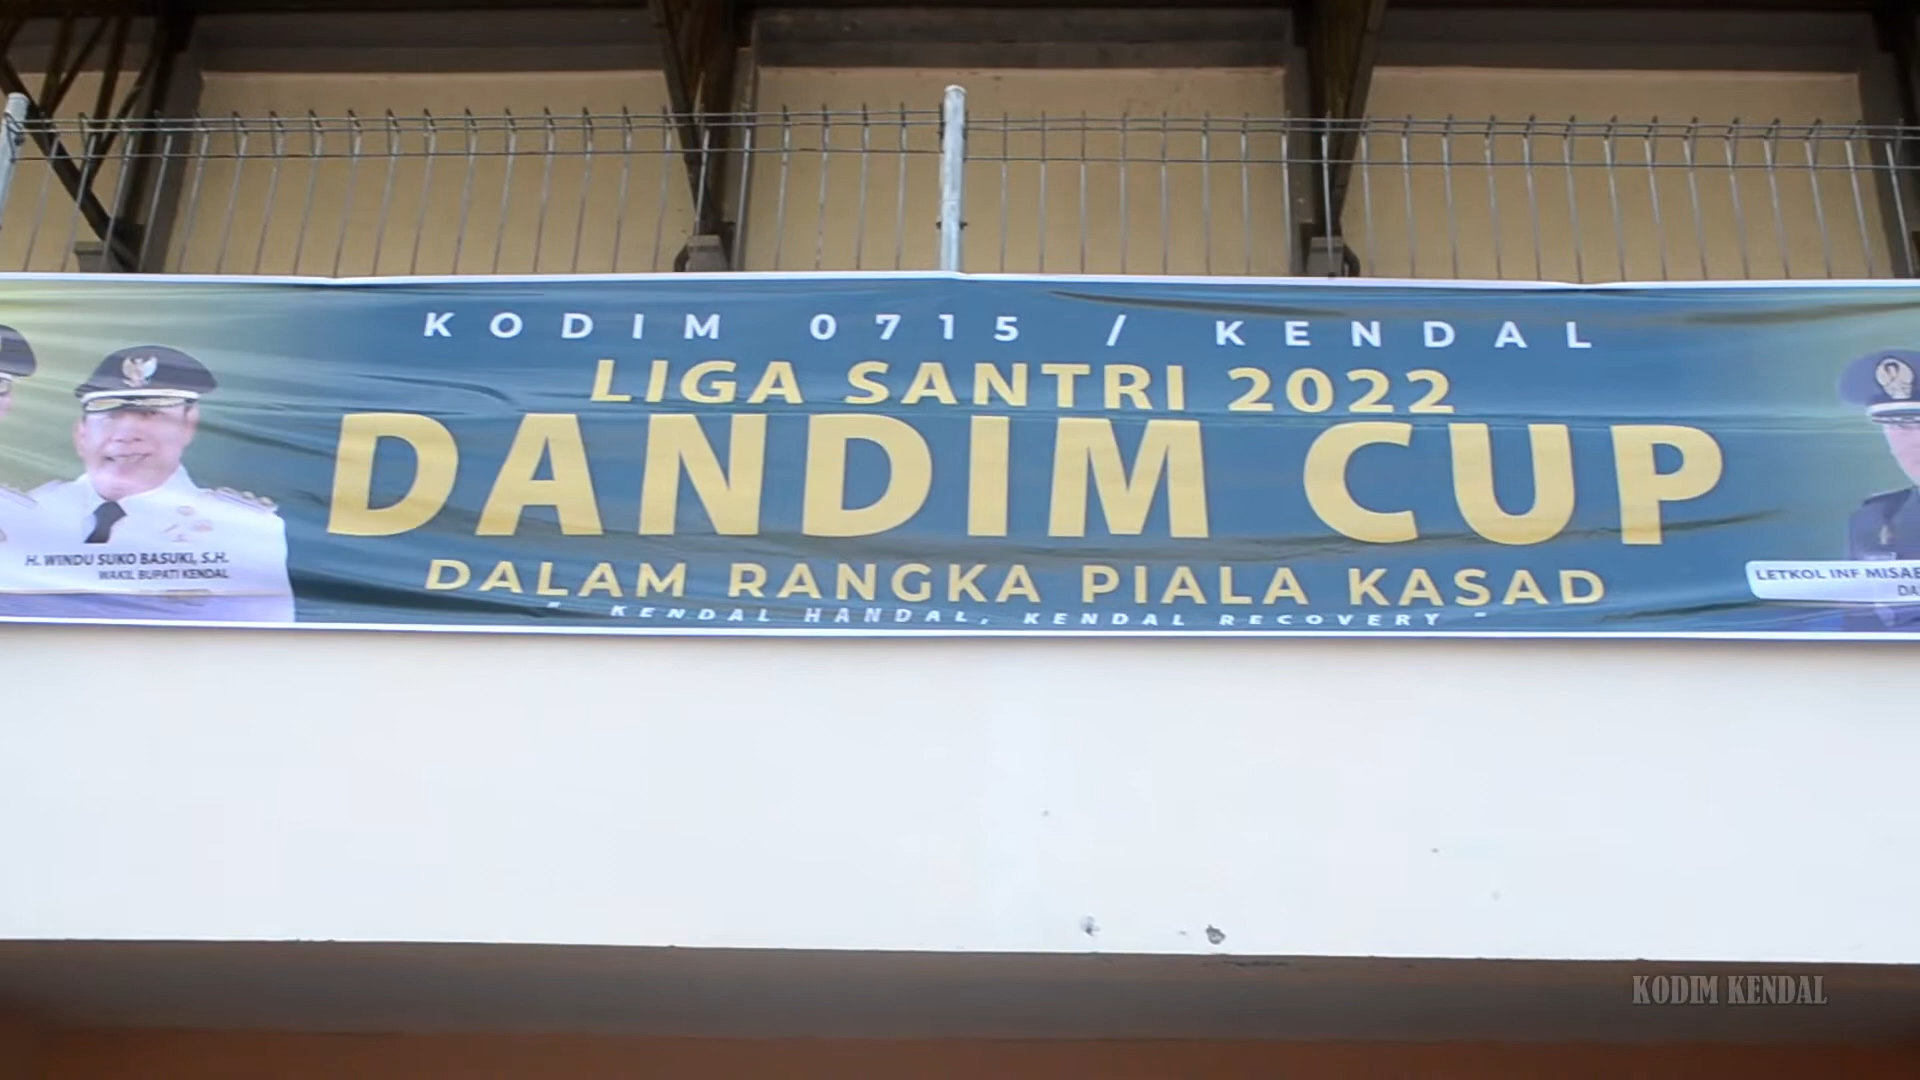 KODIM 0715 / KENDAL
LIGA SANTRI 2022
DANDIM CUP
DALAM RANGKA PIALA KASAD
" KENDAL HANDAL, KENDAL RECOVERY "
H. WINDU SUKO BASUKI, S.H.
WAKIL BUPATI KENDAL
LETKOL INF
KODIM KENDAL